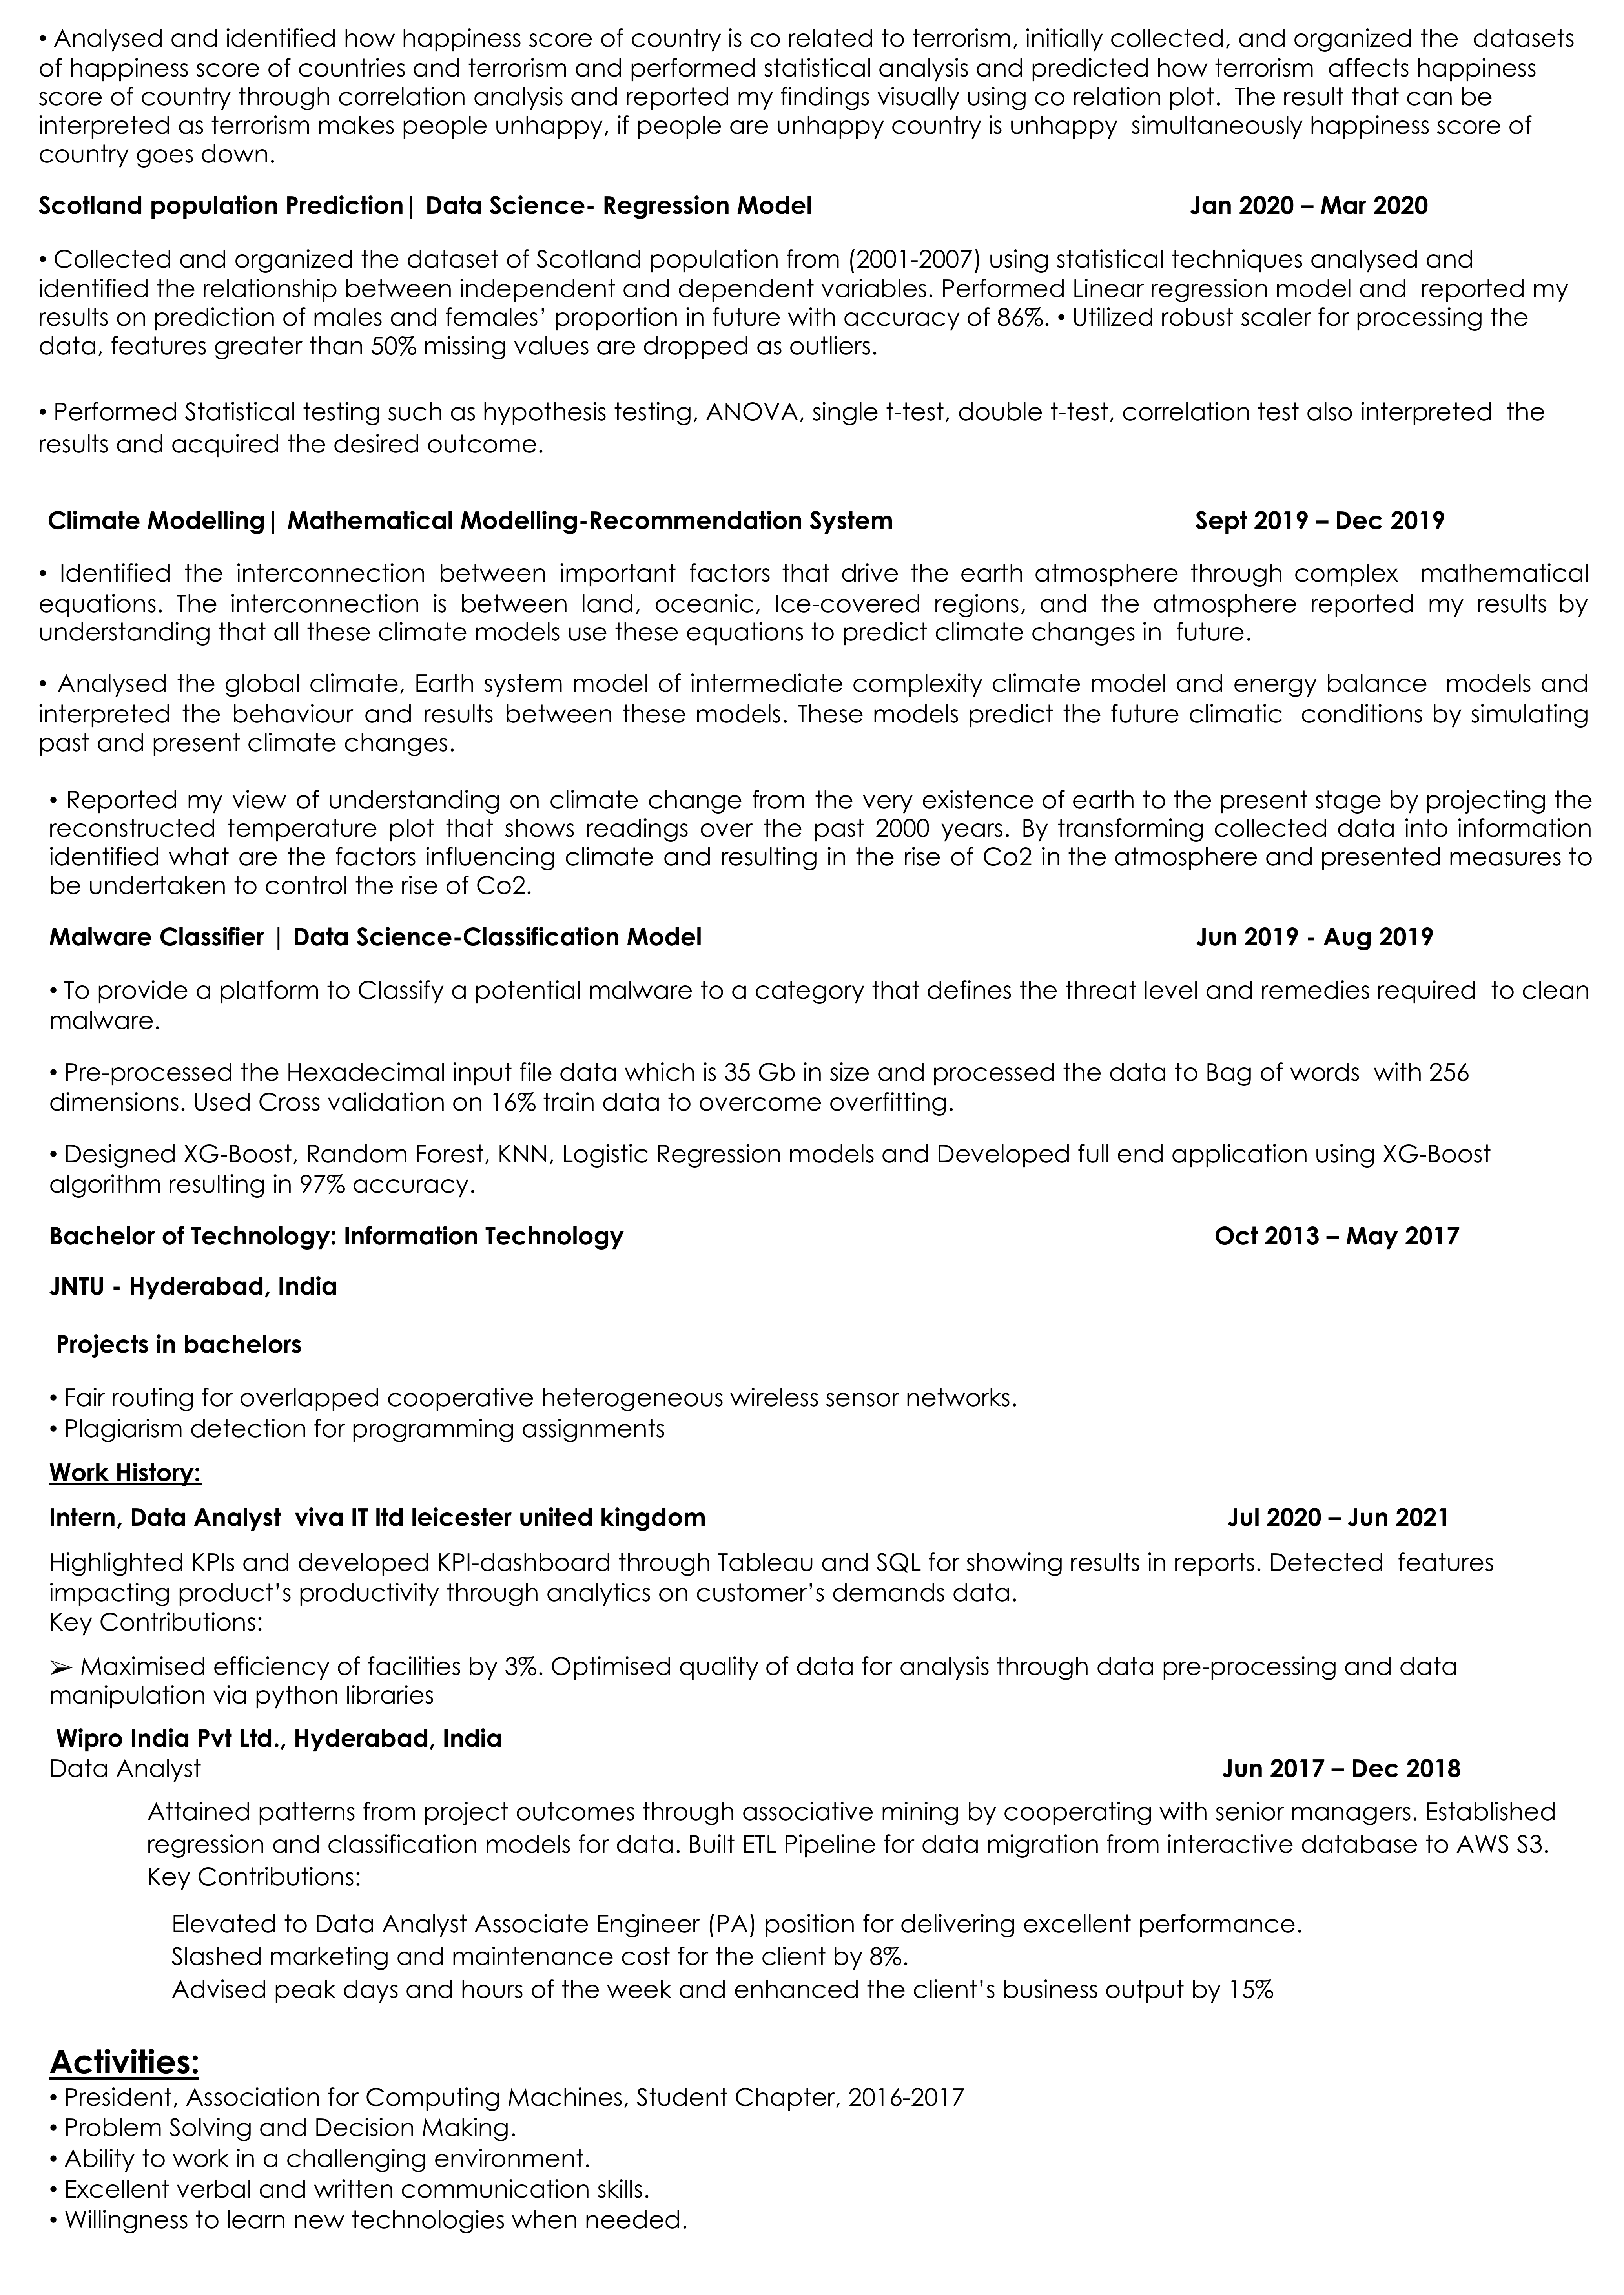 • Analysed and identified how happiness score of country is co related to terrorism, initially collected, and organized the datasets
of happiness score of countries and terrorism and performed statistical analysis and predicted how terrorism affects happiness
score of country through correlation analysis and reported my findings visually using co relation plot. The result that can be
interpreted as terrorism makes people unhappy, if people are unhappy country is unhappy simultaneously happiness score of
country goes down.
Scotland population Prediction| Data Science- Regression Model Jan 2020 – Mar 2020
• Collected and organized the dataset of Scotland population from (2001-2007) using statistical techniques analysed and
identified the relationship between independent and dependent variables. Performed Linear regression model and reported my
results on prediction of males and females’ proportion in future with accuracy of 86%. • Utilized robust scaler for processing the
data, features greater than 50% missing values are dropped as outliers.
• Performed Statistical testing such as hypothesis testing, ANOVA, single t-test, double t-test, correlation test also interpreted the
results and acquired the desired outcome.
Climate Modelling| Mathematical Modelling-Recommendation System Sept 2019 – Dec 2019
• Identified the interconnection between important factors that drive the earth atmosphere through complex mathematical
equations. The interconnection is between land, oceanic, Ice-covered regions, and the atmosphere reported my results by
understanding that all these climate models use these equations to predict climate changes in future.
• Analysed the global climate, Earth system model of intermediate complexity climate model and energy balance models and
interpreted the behaviour and results between these models. These models predict the future climatic conditions by simulating
past and present climate changes.
• Reported my view of understanding on climate change from the very existence of earth to the present stage by projecting the
reconstructed temperature plot that shows readings over the past 2000 years. By transforming collected data into information
identified what are the factors influencing climate and resulting in the rise of Co2 in the atmosphere and presented measures to
be undertaken to control the rise of Co2.
Malware Classifier | Data Science-Classification Model Jun 2019 - Aug 2019
• To provide a platform to Classify a potential malware to a category that defines the threat level and remedies required to clean
malware.
• Pre-processed the Hexadecimal input file data which is 35 Gb in size and processed the data to Bag of words with 256
dimensions. Used Cross validation on 16% train data to overcome overfitting.
• Designed XG-Boost, Random Forest, KNN, Logistic Regression models and Developed full end application using XG-Boost
algorithm resulting in 97% accuracy.
Bachelor of Technology: Information Technology Oct 2013 – May 2017
JNTU - Hyderabad, India
Projects in bachelors
• Fair routing for overlapped cooperative heterogeneous wireless sensor networks.
• Plagiarism detection for programming assignments
Work History:
Intern, Data Analyst viva IT ltd leicester united kingdom Jul 2020 – Jun 2021
Highlighted KPIs and developed KPI-dashboard through Tableau and SQL for showing results in reports. Detected features
impacting product’s productivity through analytics on customer’s demands data.
Key Contributions:
➢ Maximised efficiency of facilities by 3%. Optimised quality of data for analysis through data pre-processing and data
manipulation via python libraries
Wipro India Pvt Ltd., Hyderabad, India
Data Analyst Jun 2017 – Dec 2018
Attained patterns from project outcomes through associative mining by cooperating with senior managers. Established
regression and classification models for data. Built ETL Pipeline for data migration from interactive database to AWS S3.
Key Contributions:
Elevated to Data Analyst Associate Engineer (PA) position for delivering excellent performance.
Slashed marketing and maintenance cost for the client by 8%.
Advised peak days and hours of the week and enhanced the client’s business output by 15%
Activities:
• President, Association for Computing Machines, Student Chapter, 2016-2017
• Problem Solving and Decision Making.
• Ability to work in a challenging environment.
• Excellent verbal and written communication skills.
• Willingness to learn new technologies when needed.